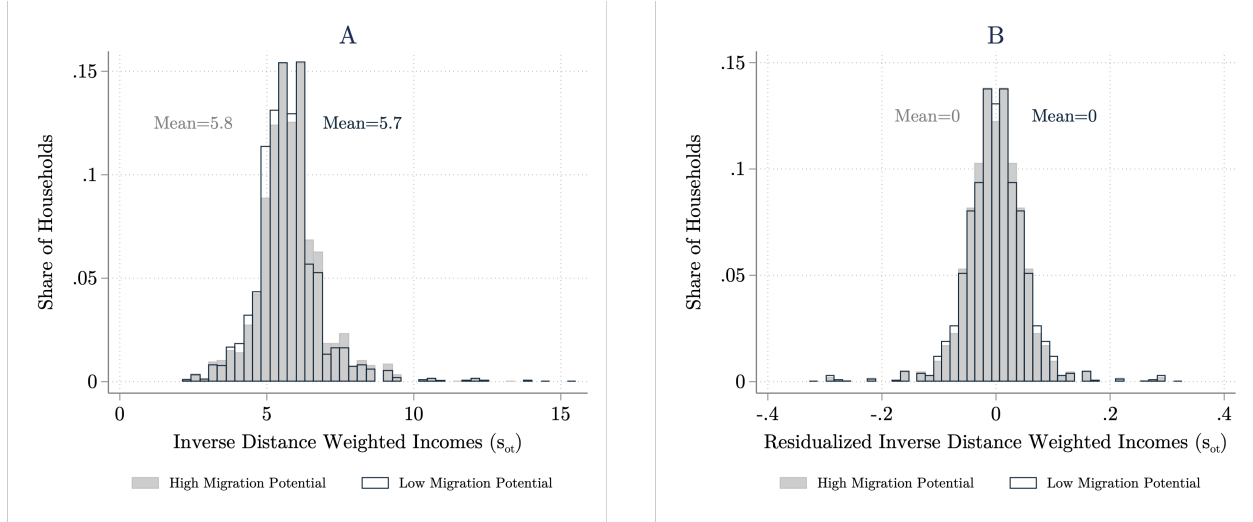 A
Share of Households
.15
.1
.05
0
Mean=5.8
Mean=5.7
0
5
10
15
Inverse Distance Weighted Incomes (sₒₜ)
High Migration Potential
Low Migration Potential
B
Share of Households
.15
.1
.05
0
Mean=0
Mean=0
-.4
-.2
0
.2
.4
Residualized Inverse Distance Weighted Incomes (sₒₜ)
High Migration Potential
Low Migration Potential